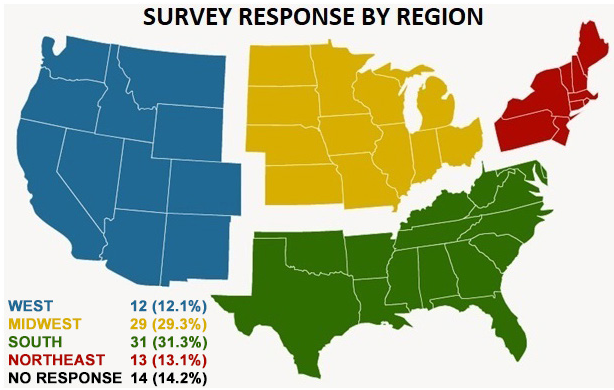 SURVEY RESPONSE BY REGION
WEST 12 (12.1%)
MIDWEST 29 (29.3%)
SOUTH 31 (31.3%)
NORTHEAST 13 (13.1%)
NO RESPONSE 14 (14.2%)